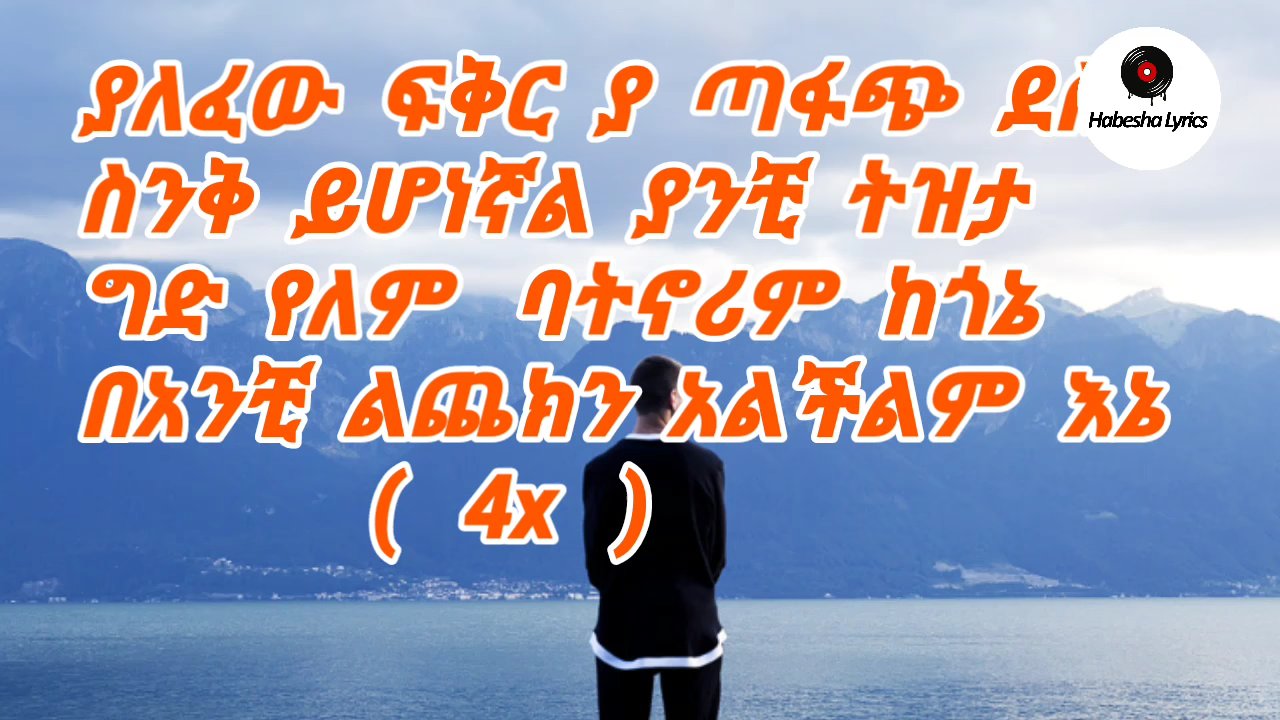 ያለፈው ፍቅር ያ ጣፋጭ
ስንቅ ይሆነኛል ያንቺ ትዝታ
ግድ የለም ባትኖሪም ከጎኔ
በአንቺ ልጨክን አልችልም እኔ
( 4x )
Habesha Lyrics